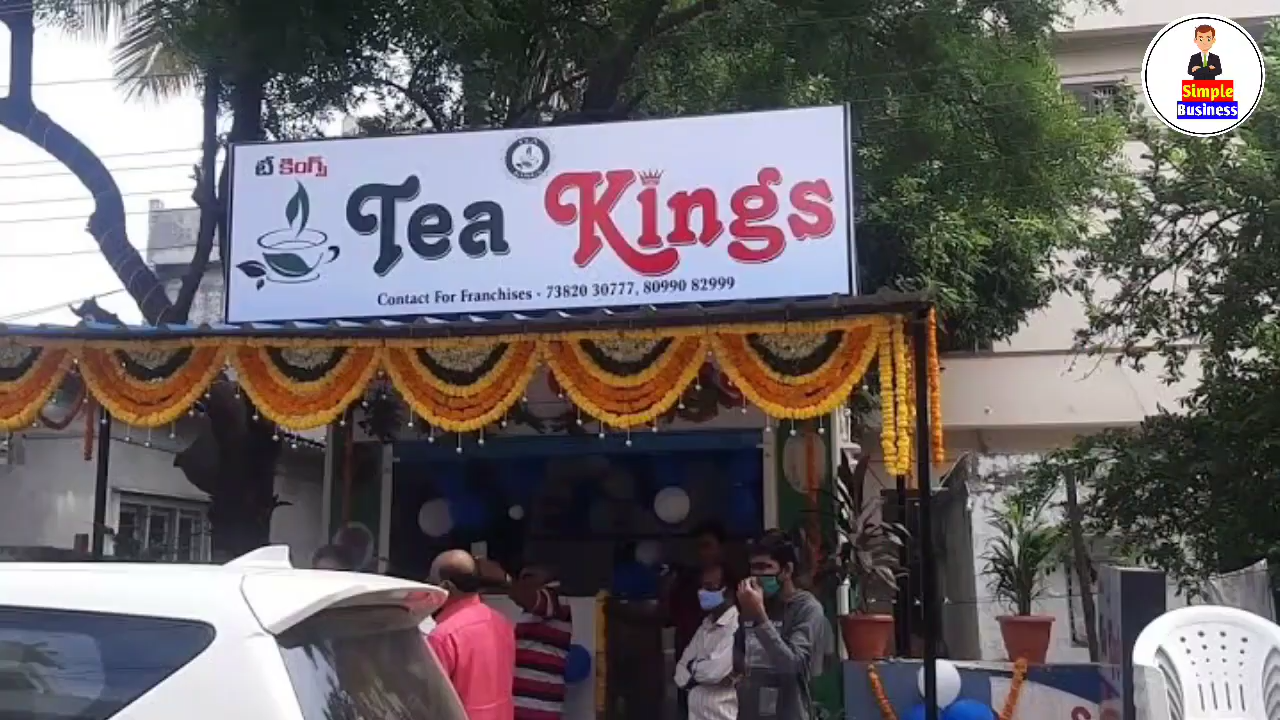 టీ కింగ్స్
Tea Kings
Contact For Franchises - 73820 30777, 80990 82999
Simple
Business